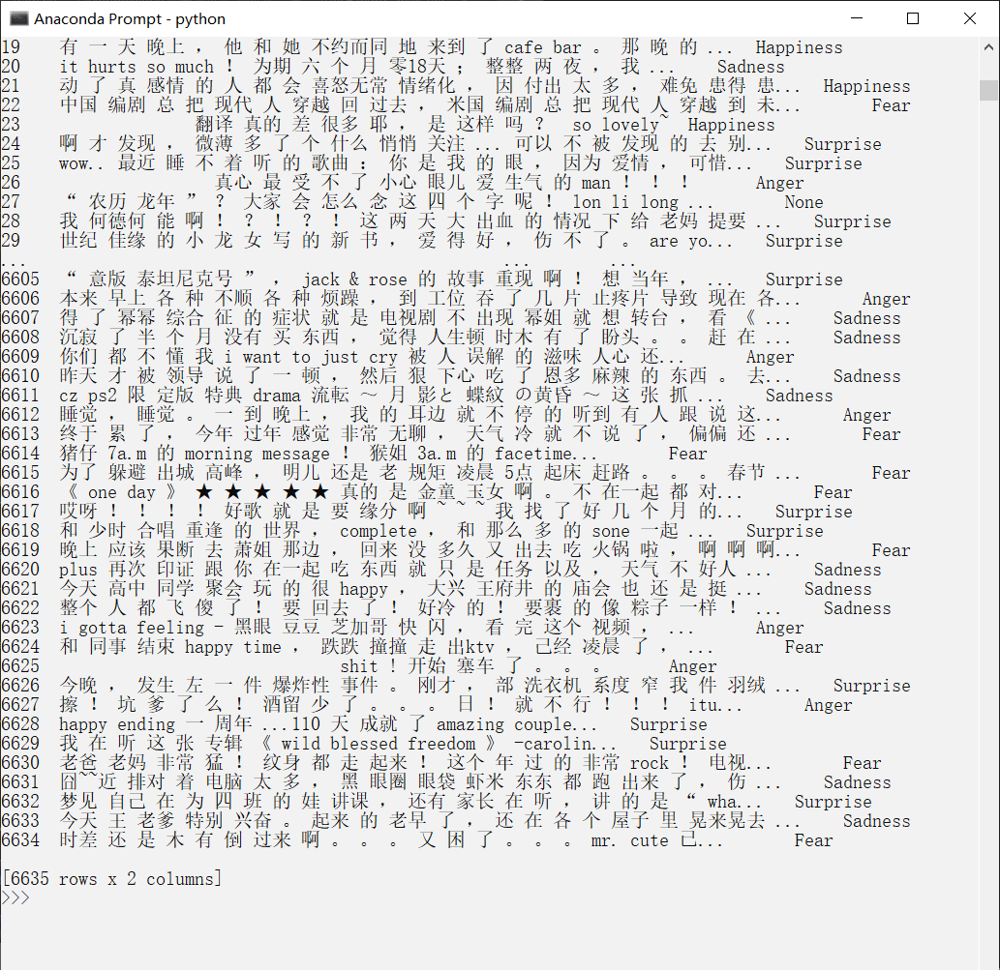 Anaconda Prompt - python
19 有 一 天 晚上 ， 他 和 她 不约而同 地 来到 了 cafe bar 。 那 晚 的 ... Happiness
20 it hurts so much ！ 为期 六 个 月 零18天 ； 整整 两 夜 ， 我 ... Sadness
21 动 了 真 感情 的 人 都 会 喜怒无常 情绪化 ， 因 付出 太 多 ， 难免 患得 患... Happiness
22 中国 编剧 总 把 现代 人 穿越 回 过去 ， 米国 编剧 总 把 现代 人 穿越 到 未... Fear
23 翻译 真的 差 很多 耶 ， 是 这样 吗 ？ so lovely~ Happiness
24 啊 才 发现 ， 微薄 多 了 个 什么 悄悄 关注 ... 可以 不 被 发现 的 去 别... Surprise
25 wow.. 最近 睡 不 着 听 的 歌曲 ： 你 是 我 的 眼 ， 因为 爱情 ， 可惜... Surprise
26 真心 最 受 不 了 小心 眼儿 爱 生气 的 man ！ ！ ！ Anger
27 “ 农历 龙年 ” ？ 大家 会 怎么 念 这 四 个 字 呢 ！ lon li long ... None
28 我 何德何 能 啊 ！ ？ ！ ？ ！ 这 两 天 大 出血 的 情况 下 给 老妈 提要 ... Surprise
29 世纪 佳缘 的 小 龙 女 写 的 新 书 ， 爱 得 好 ， 伤 不 了 。 are yo... Surprise
... ... ...
6605 “ 意版 泰坦尼克号 ” ， jack & rose 的 故事 重现 啊 ！ 想 当年 ， ... Surprise
6606 本来 早上 各 种 不顺 各 种 烦躁 ， 到 工位 吞 了 几 片 止疼片 导致 现在 各... Anger
6607 得 了 幂幂 综合 征 的 症状 就 是 电视剧 不 出现 幂姐 就 想 转台 ， 看 《 ... Sadness
6608 沉寂 了 半 个 月 没有 买 东西 ， 觉得 人生顿 时木 有 了 盼头 。 。 赶 在 ... Sadness
6609 你们 都 不 懂 我 i want to just cry 被 人 误解 的 滋味 人心 还... Anger
6610 昨天 才 被 领导 说 了 一 顿 ， 然后 狠 下心 吃 了 恩多 麻辣 的 东西 。 去... Sadness
6611 cz ps2 限 定版 特典 drama 流転 ～ 月 影と 蝶紋 の黄昏 ～ 这 张 抓 ... Sadness
6612 睡觉 ， 睡觉 。 一 到 晚上 ， 我 的 耳边 就 不 停的 听到 有 人 跟 说 这... Anger
6613 终于 累 了 ， 今年 过年 感觉 非常 无聊 ， 天气 冷 就 不 说 了 ， 偏偏 还 ... Fear
6614 猪仔 7a.m 的 morning message ！ 猴姐 3a.m 的 facetime... Fear
6615 为了 躲避 出城 高峰 ， 明儿 还是 老 规矩 凌晨 5点 起床 赶路 。 。 。 春节 ... Fear
6616 《 one day 》 ★ ★ ★ ★ ★ 真的 是 金童 玉女 啊 。 不 在一起 都 对... Fear
6617 哎呀 ！ ！ ！ ！ 好歌 就 是 要 缘分 啊 ~ ~ ~ 我 找 了 好 几 个 月 的... Surprise
6618 和 少时 合唱 重逢 的 世界 ， complete ， 和 那么 多 的 sone 一起 ... Surprise
6619 晚上 应该 果断 去 萧姐 那边 ， 回来 没 多久 又 出去 吃 火锅 啦 ， 啊 啊 啊... Fear
6620 plus 再次 印证 跟 你 在一起 吃 东西 就 只 是 任务 以及 ， 天气 不 好人 ... Sadness
6621 今天 高中 同学 聚会 玩 的 很 happy ， 大兴 王府井 的 庙会 也 还 是 挺 ... Sadness
6622 整个 人 都 飞 傻 了 ！ 要 回去 了 ！ 好冷 的 ！ 要裹 的 像 粽子 一样 ！ ... Sadness
6623 i gotta feeling - 黑眼 豆豆 芝加哥 快 闪 ， 看 完 这个 视频 ， ... Anger
6624 和 同事 结束 happy time ， 跌跌 撞撞 走 出ktv ， 己经 凌晨 了 ， ... Fear
6625 shit ！ 开始 塞车 了 。 。 。 Anger
6626 今晚 ， 发生 左 一 件 爆炸性 事件 。 刚才 ， 部 洗衣机 系度 窄 我 件 羽绒 ... Surprise
6627 擦 ！ 坑 爹 了 么 ！ 酒留 少 了 。 。 。 日 ！ 就 不 行 ！ ！ ！ itu... Anger
6628 happy ending 一 周年 ...110 天 成就 了 amazing couple... Surprise
6629 我 在 听 这 张 专辑 《 wild blessed freedom 》 -carolin... Surprise
6630 老爸 老妈 非常 猛 ！ 纹身 都 走 起来 ！ 这个 年 过 的 非常 rock ！ 电视... Fear
6631 囧~~近 排对 着 电脑 太 多 ， 黑 眼圈 眼袋 虾米 东东 都 跑 出来 了 ， 伤 ... Sadness
6632 梦见 自己 在 为 四 班 的 娃 讲课 ， 还有 家长 在 听 ， 讲 的 是 “ wha... Surprise
6633 今天 王 老爹 特别 兴奋 。 起来 的 老早 了 ， 还 在 各 个 屋子 里 晃来晃去 ... Sadness
6634 时差 还 是 木 有 倒 过来 啊 。 。 。 又 困 了 。 。 。 mr. cute 己... Fear
[6635 rows x 2 columns]
>>>